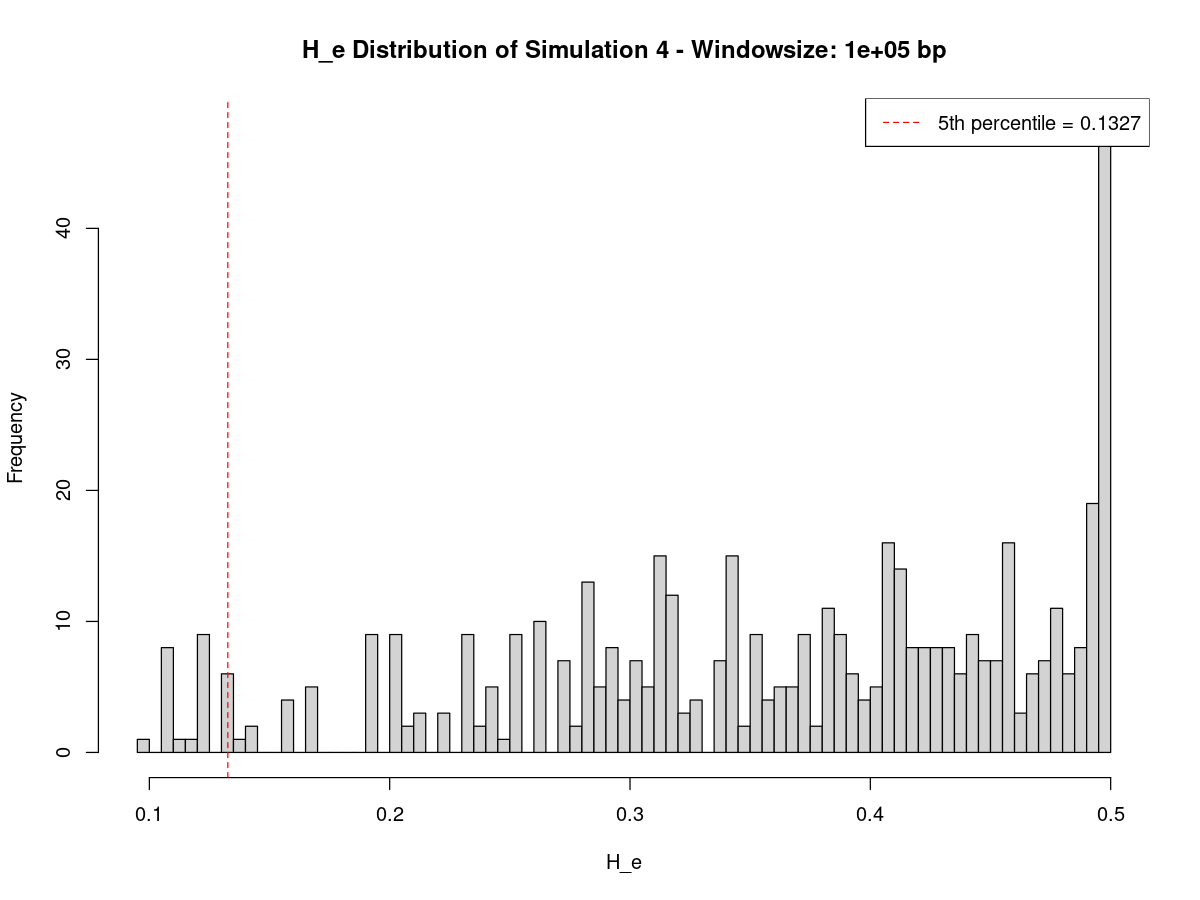 H_e Distribution of Simulation 4 - Windowsize: 1e+05 bp
5th percentile = 0.1327
40
30
20
10
0
Frequency
0.1 0.2 0.3 0.4 0.5
H_e